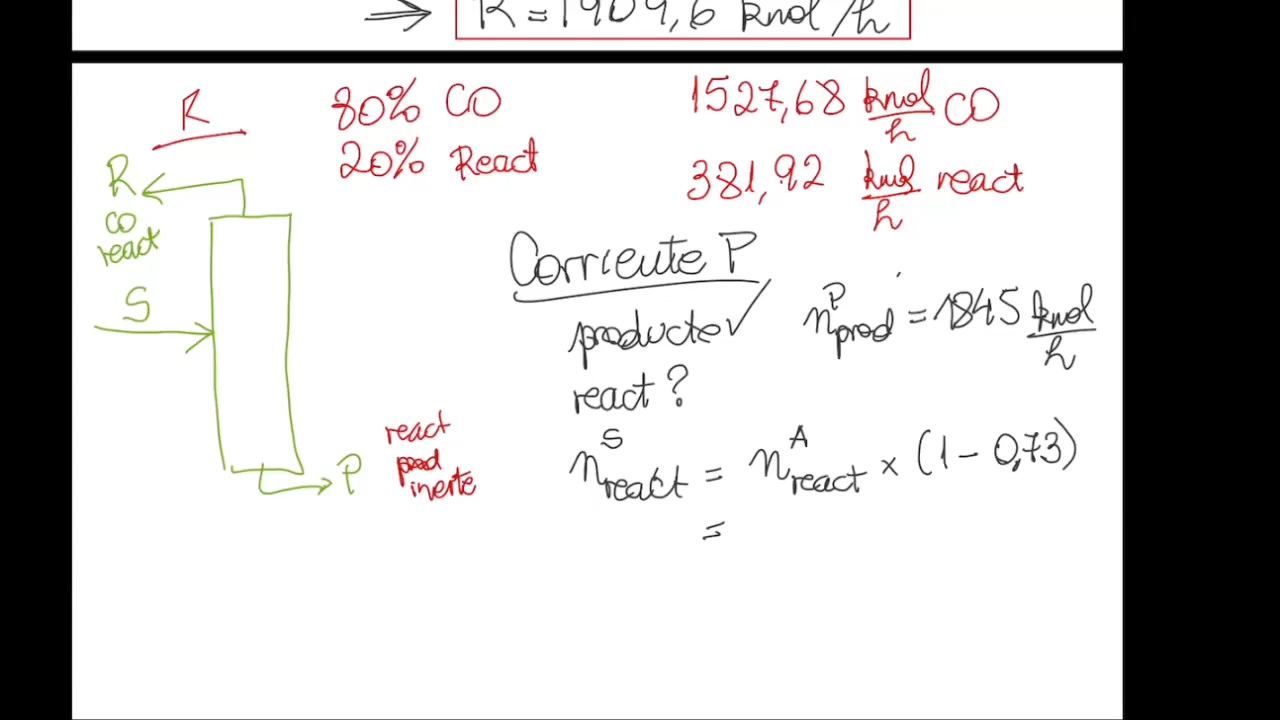 ⇒ R = 1909,6 kmol/h
R
80% CO
1527,68 kmol/h CO
20% React
381,92 kmol/h react
R
CO
react
S
Corriente P
producto ✓
n^P_prod = 1845 kmol/h
react?
n^S_react = n^A_react × (1 - 0,73)
=
P
react
prod
inerte